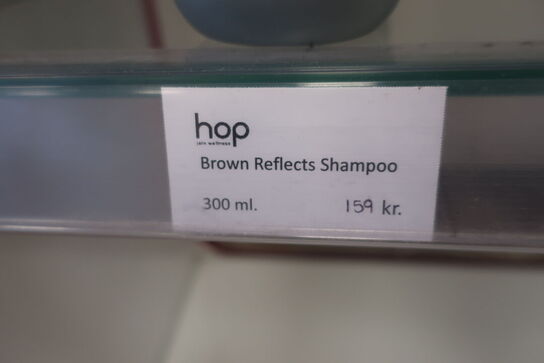 hop
Brown Reflects Shampoo
300 ml.
159 kr.